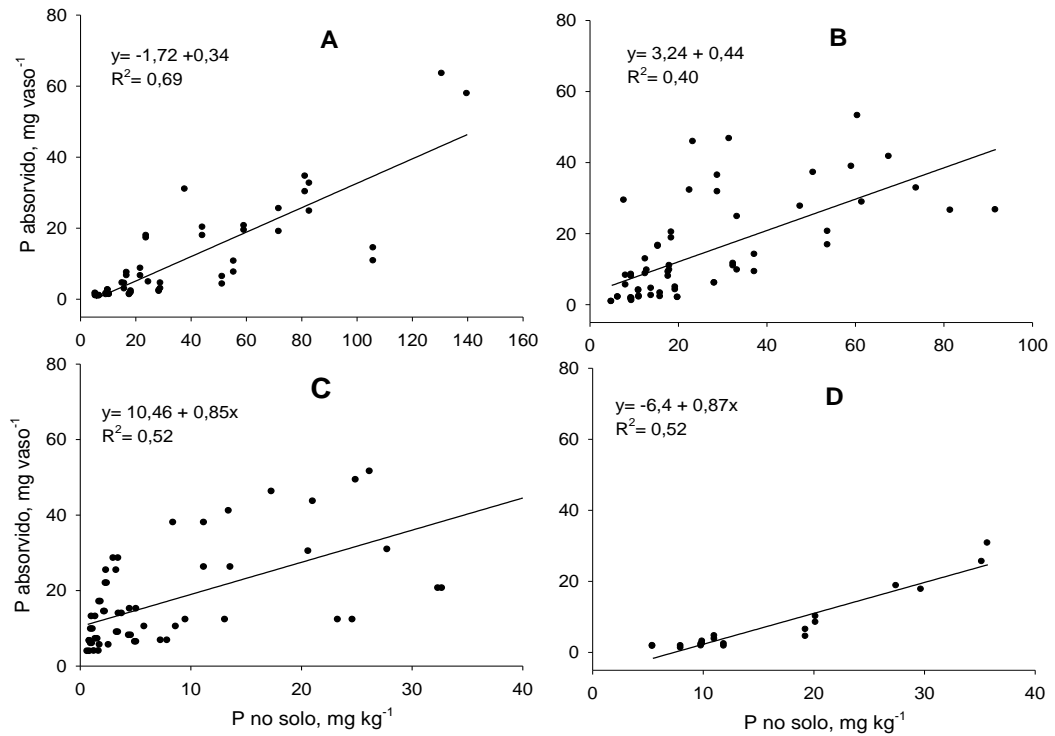 A
y= -1,72 +0,34
R²= 0,69
P absorvido, mg vaso⁻¹
80
60
40
20
0
0 20 40 60 80 100 120 140 160
B
y= 3,24 + 0,44
R²= 0,40
80
60
40
20
0
0 20 40 60 80 100
C
y= 10,46 + 0,85x
R²= 0,52
P absorvido, mg vaso⁻¹
80
60
40
20
0
0 10 20 30 40
P no solo, mg kg⁻¹
D
y= -6,4 + 0,87x
R²= 0,52
80
60
40
20
0
0 10 20 30 40
P no solo, mg kg⁻¹